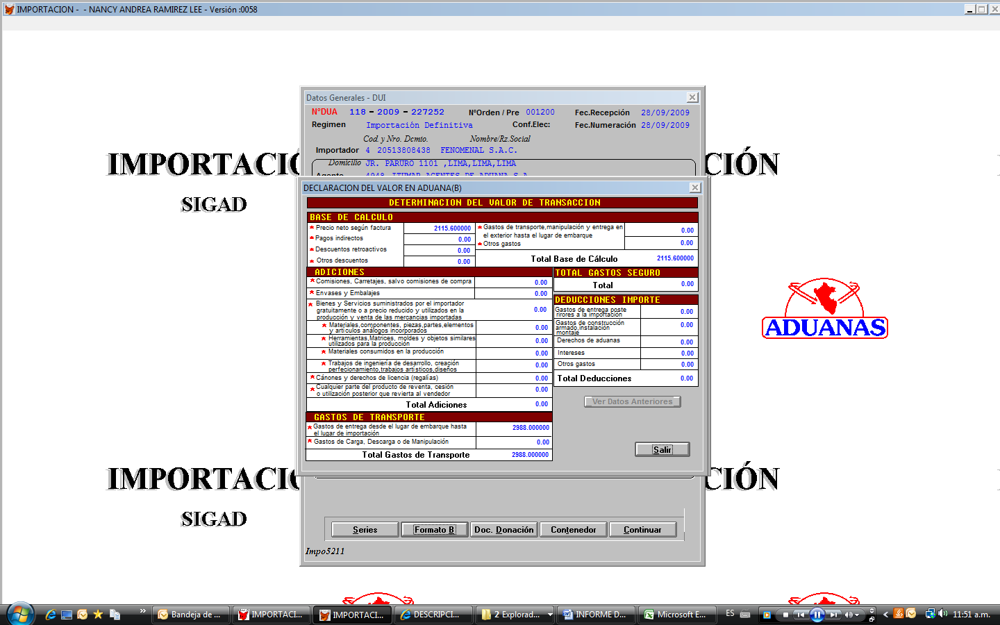 IMPORTACION -  - NANCY ANDREA RAMIREZ LEE - Versión :0058
Datos Generales - DUI
N°DUA 118 - 2009 - 227252 N°Orden / Pre 001200 Fec.Recepción 28/09/2009
Regimen Importación Definitiva Conf.Elec: Fec.Numeración 28/09/2009
Cod. y Nro. Dcmto. Nombre/Rz.Social
Importador 4 20513808438 FENOMENAL S.A.C.
Domicilio JR. PARURO 1101 ,LIMA,LIMA,LIMA
IMPORTACIÓ
CIÓN
SIGAD
DECLARACION DEL VALOR EN ADUANA(B)
DETERMINACION DEL VALOR DE TRANSACCION
BASE DE CALCULO
* Precio neto según factura 2115.600000
* Pagos indirectos 0.00
* Descuentos retroactivos 0.00
* Otros descuentos 0.00
* Gastos de transporte,manipulación y entrega en
el exterior hasta el lugar de embarque 0.00
* Otros gastos 0.00
Total Base de Cálculo 2115.600000
ADICIONES
* Comisiones, Carretajes, salvo comisiones de compra 0.00
* Envases y Embalajes 0.00
* Bienes y Servicios suministrados por el importador
gratuitamente o a precio reducido y utilizados en la
producción y venta de las mercancias importadas 0.00
* Materiales,componentes, piezas,partes,elementos
y artículos análogos incorporados 0.00
* Herramientas,Matrices, moldes y objetos similares
utilizados para la producción 0.00
* Materiales consumidos en la producción 0.00
* Trabajos de ingeniería de desarrollo, creación
perfecionamiento,trabajos artísticos,diseños 0.00
* Cánones y derechos de licencia (regalías) 0.00
* Cualquier parte del producto de reventa, cesión
o utilización posterior que revierta al vendedor 0.00
Total Adiciones 0.00
GASTOS DE TRANSPORTE
* Gastos de entrega desde el lugar de embarque hasta
el lugar de importación 2988.000000
* Gastos de Carga, Descarga o de Manipulación 0.00
Total Gastos de Transporte 2988.000000
TOTAL GASTOS SEGURO
Total 0.00
DEDUCCIONES IMPORTE
Gastos de entrega poste
rirores a la importación 0.00
Gastos de construcción
armado,instalación
montaje 0.00
Derechos de aduanas 0.00
Intereses 0.00
Otros gastos 0.00
Total Deducciones 0.00
Ver Datos Anteriores
Salir
ADUANAS
IMPORTACIÓ
CIÓN
SIGAD
Series Formato B Doc. Donación Contenedor Continuar
Impo5211
Bandeja de ... IMPORTACI... IMPORTACI... DESCRIPCI... 2 Explorad... INFORME D... Microsoft E... ES 11:51 a.m.